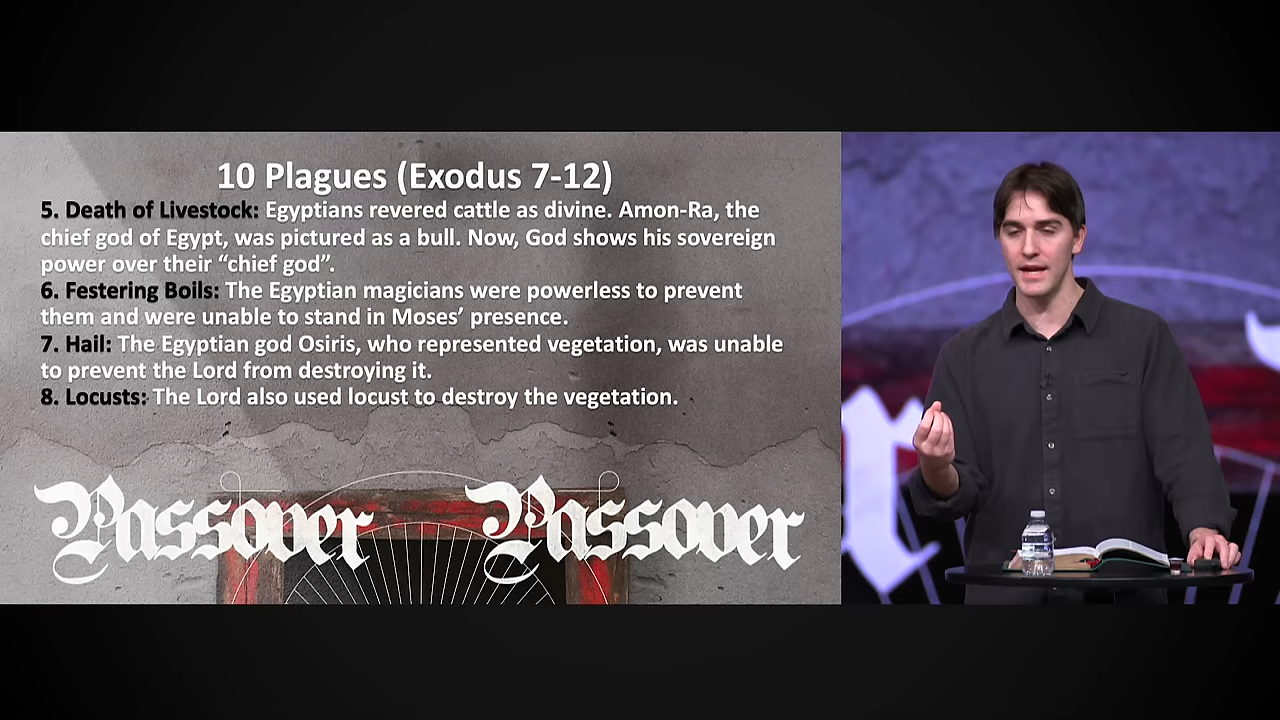 10 Plagues (Exodus 7-12)
5. Death of Livestock: Egyptians revered cattle as divine. Amon-Ra, the
chief god of Egypt, was pictured as a bull. Now, God shows his sovereign
power over their “chief god”.
6. Festering Boils: The Egyptian magicians were powerless to prevent
them and were unable to stand in Moses’ presence.
7. Hail: The Egyptian god Osiris, who represented vegetation, was unable
to prevent the Lord from destroying it.
8. Locusts: The Lord also used locust to destroy the vegetation.
Passover Passover